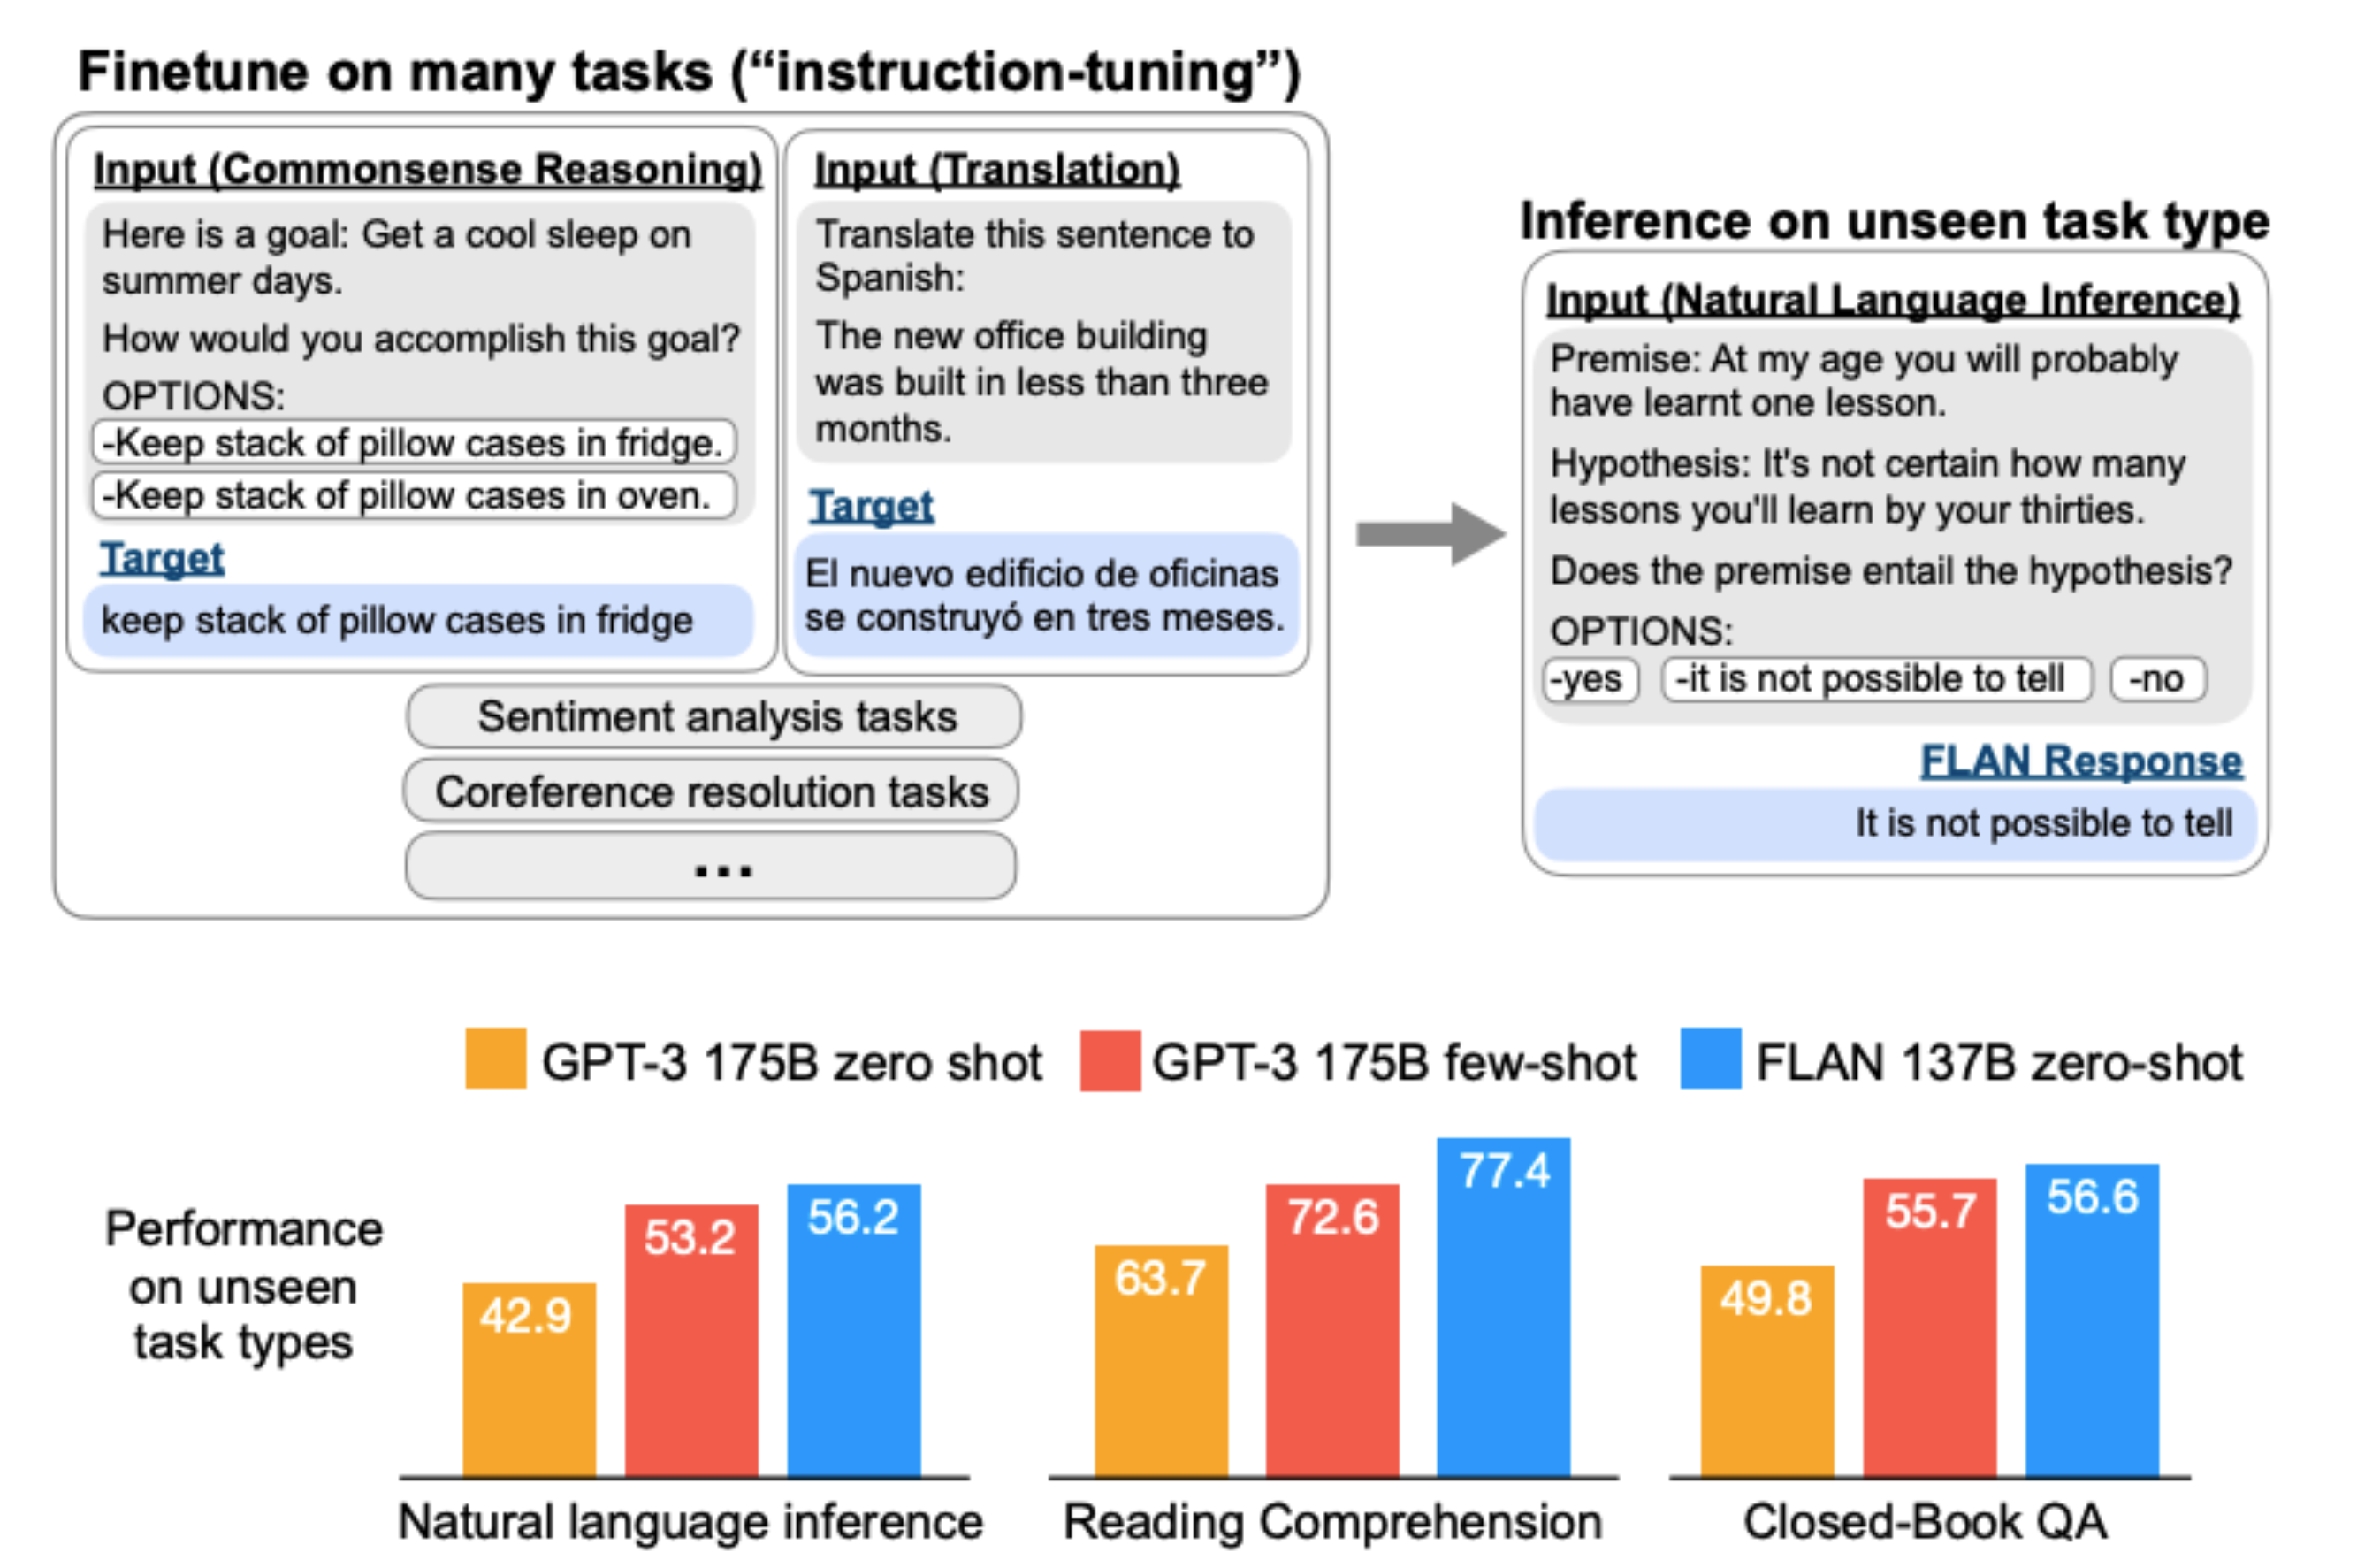 Finetune on many tasks (“instruction-tuning”)
Input (Commonsense Reasoning)
Here is a goal: Get a cool sleep on
summer days.
How would you accomplish this goal?
OPTIONS:
-Keep stack of pillow cases in fridge.
-Keep stack of pillow cases in oven.
Target
keep stack of pillow cases in fridge
Input (Translation)
Translate this sentence to
Spanish:
The new office building
was built in less than three
months.
Target
El nuevo edificio de oficinas
se construyó en tres meses.
Sentiment analysis tasks
Coreference resolution tasks
...
Inference on unseen task type
Input (Natural Language Inference)
Premise: At my age you will probably
have learnt one lesson.
Hypothesis: It's not certain how many
lessons you'll learn by your thirties.
Does the premise entail the hypothesis?
OPTIONS:
-yes -it is not possible to tell -no
FLAN Response
It is not possible to tell
GPT-3 175B zero shot GPT-3 175B few-shot FLAN 137B zero-shot
Performance
on unseen
task types
42.9 53.2 56.2
Natural language inference
63.7 72.6 77.4
Reading Comprehension
49.8 55.7 56.6
Closed-Book QA